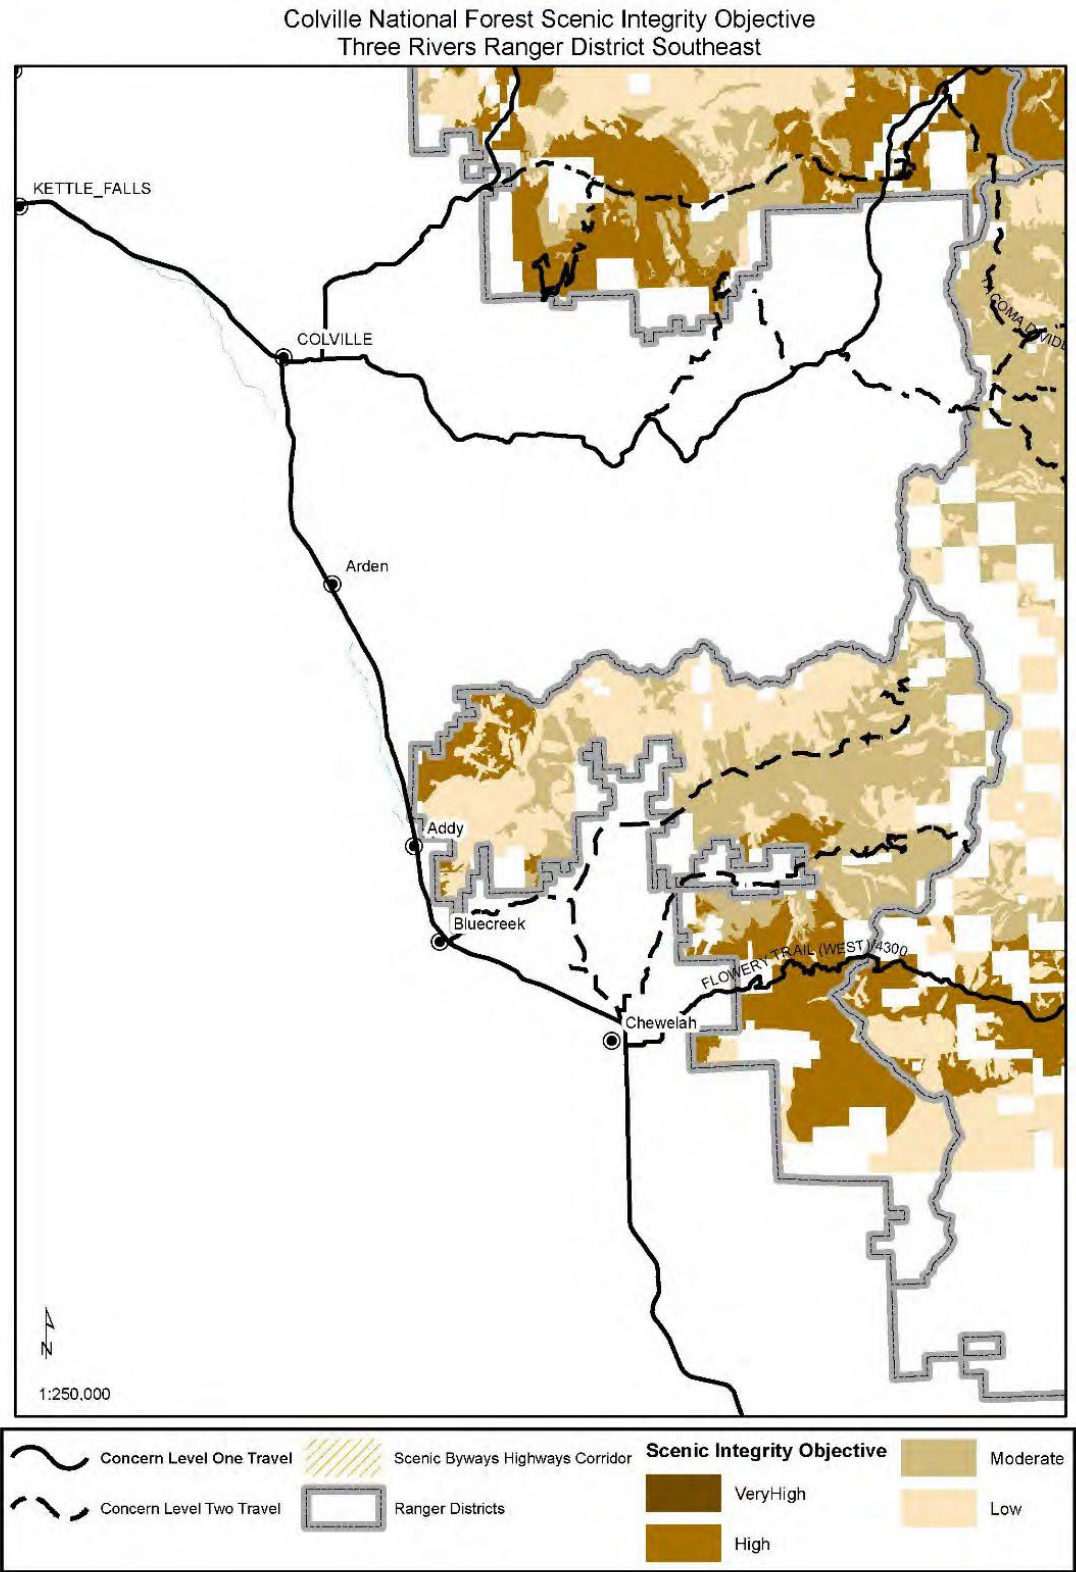 Colville National Forest Scenic Integrity Objective
Three Rivers Ranger District Southeast
KETTLE_FALLS
COLVILLE
TACOMA DIVIDE
Arden
Addy
Bluecreek
FLOWERY TRAIL (WEST)/4300
Chewelah
N
1:250,000
Concern Level One Travel
Concern Level Two Travel
Scenic Byways Highways Corridor
Ranger Districts
Scenic Integrity Objective
VeryHigh
High
Moderate
Low